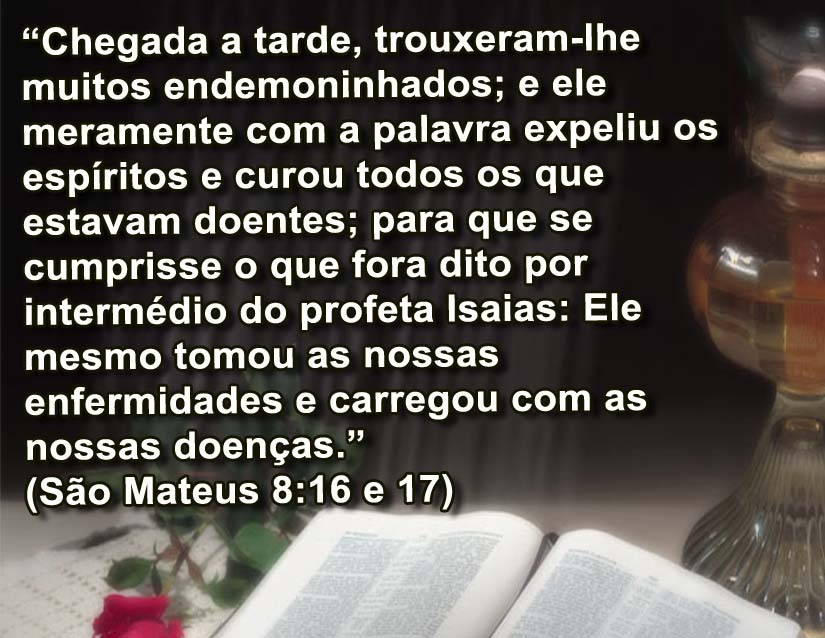 “Chegada a tarde, trouxeram-lhe
muitos endemoninhados; e ele
meramente com a palavra expeliu os
espíritos e curou todos os que
estavam doentes; para que se
cumprisse o que fora dito por
intermédio do profeta Isaias: Ele
mesmo tomou as nossas
enfermidades e carregou com as
nossas doenças.”
(São Mateus 8:16 e 17)